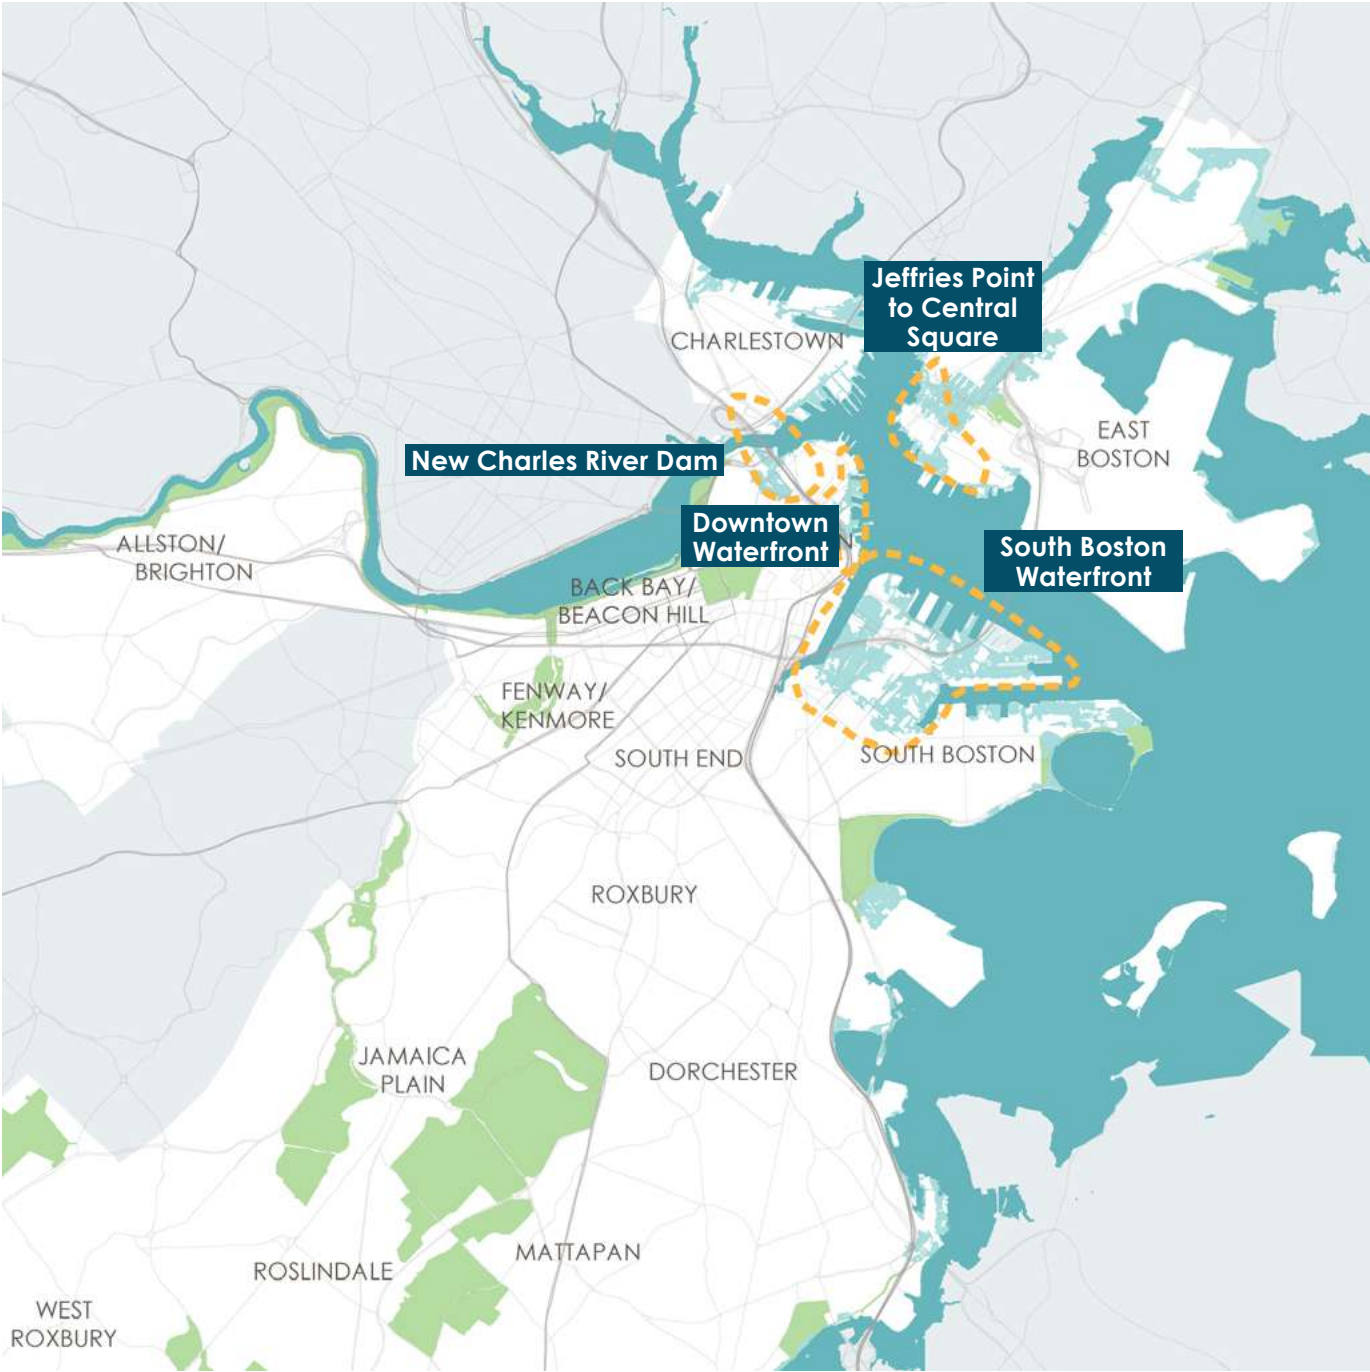 Jeffries Point
to Central
Square
CHARLESTOWN
EAST
BOSTON
New Charles River Dam
Downtown
Waterfront
South Boston
Waterfront
ALLSTON/
BRIGHTON
BACK BAY/
BEACON HILL
FENWAY/
KENMORE
SOUTH END
SOUTH BOSTON
ROXBURY
JAMAICA
PLAIN
DORCHESTER
MATTAPAN
ROSLINDALE
WEST
ROXBURY